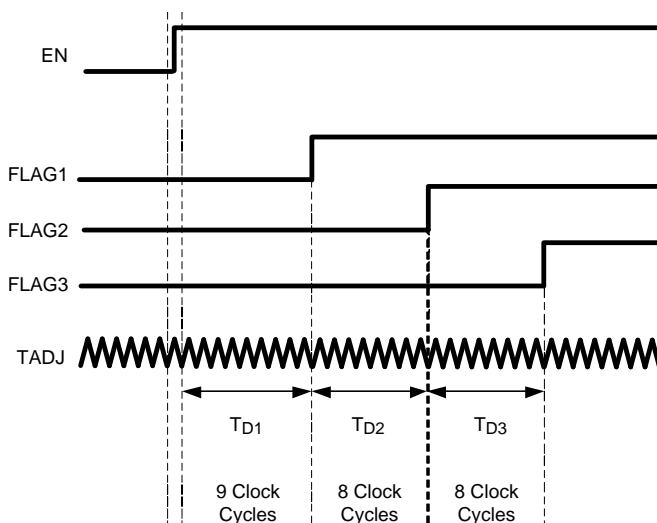 EN
FLAG1
FLAG2
FLAG3
TADJ
TD1 TD2 TD3
9 Clock 8 Clock 8 Clock
Cycles Cycles Cycles